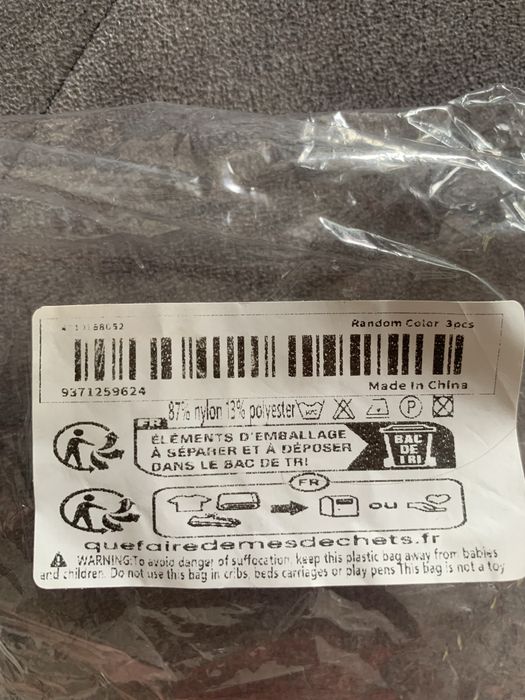 Random Color 3pcs
9371259624
Made In China
87% nylon 13% polyester
P
FR
ÉLÉMENTS D'EMBALLAGE
À SÉPARER ET À DÉPOSER
DANS LE BAC DE TRI
BAC
DE
TRI
FR
OU
quefairedemesdechets.fr
WARNING:To avoid danger of suffocation, keep this plastic bag away from babies
and children. Do not use this bag in cribs, beds carriages or play pens This bag is not a toy